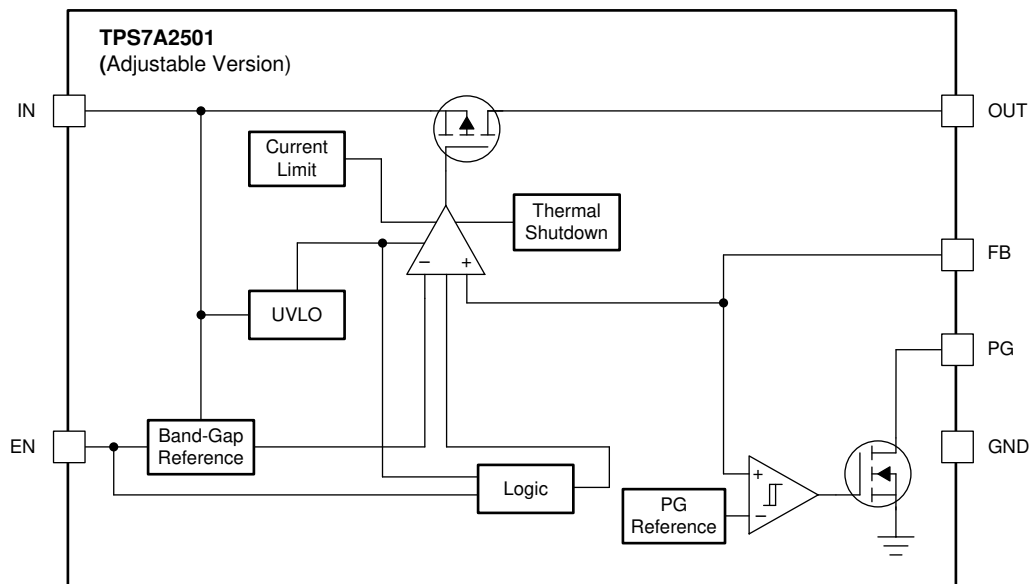 TPS7A2501
(Adjustable Version)
IN
OUT
Current
Limit
Thermal
Shutdown
−
+
FB
UVLO
PG
EN
Band-Gap
Reference
GND
Logic
+
−
PG
Reference